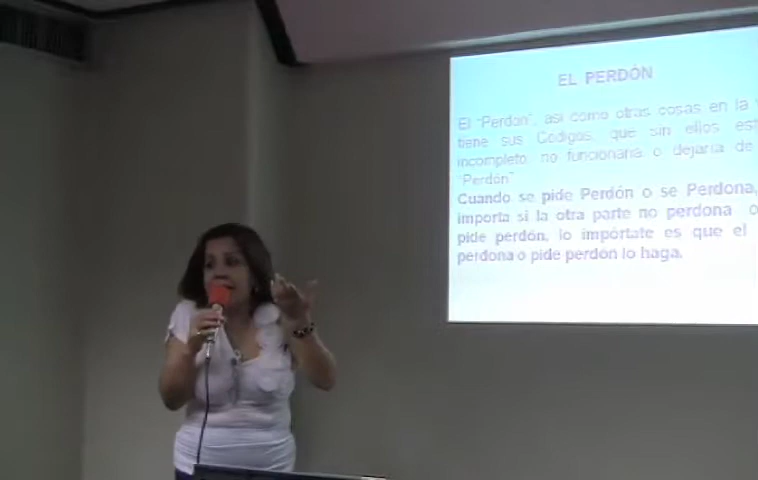 EL PERDÓN
El "Perdón", así como otras cosas en la
tiene sus Codigos, que sin ellos
incompleto, no funcionaria o dejaría de
"Perdón"
Cuando se pide Perdón o se Perdona,
importa si la otra parte no perdona o
pide perdón, lo impórtate es que el
perdona o pide perdón lo haga.